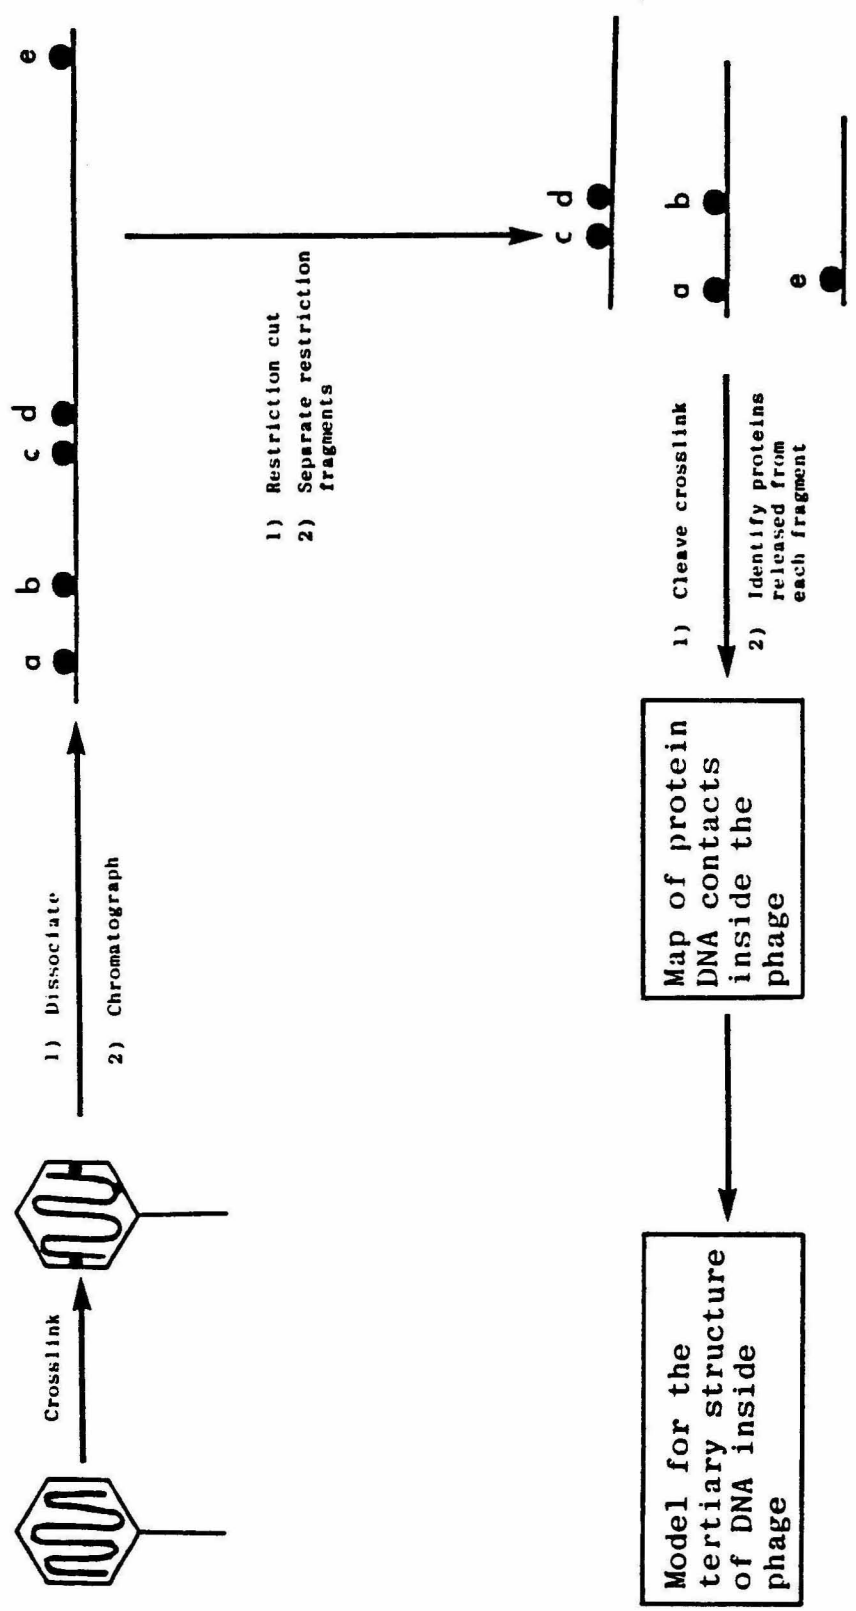 Crosslink
1) Dissociate
2) Chromatograph
a b c d e
1) Restriction cut
2) Separate restriction
fragments
c d
a b
e
1) Cleave crosslink
2) Identify proteins
released from
each fragment
Map of protein
DNA contacts
inside the
phage
Model for the
tertiary structure
of DNA inside
phage